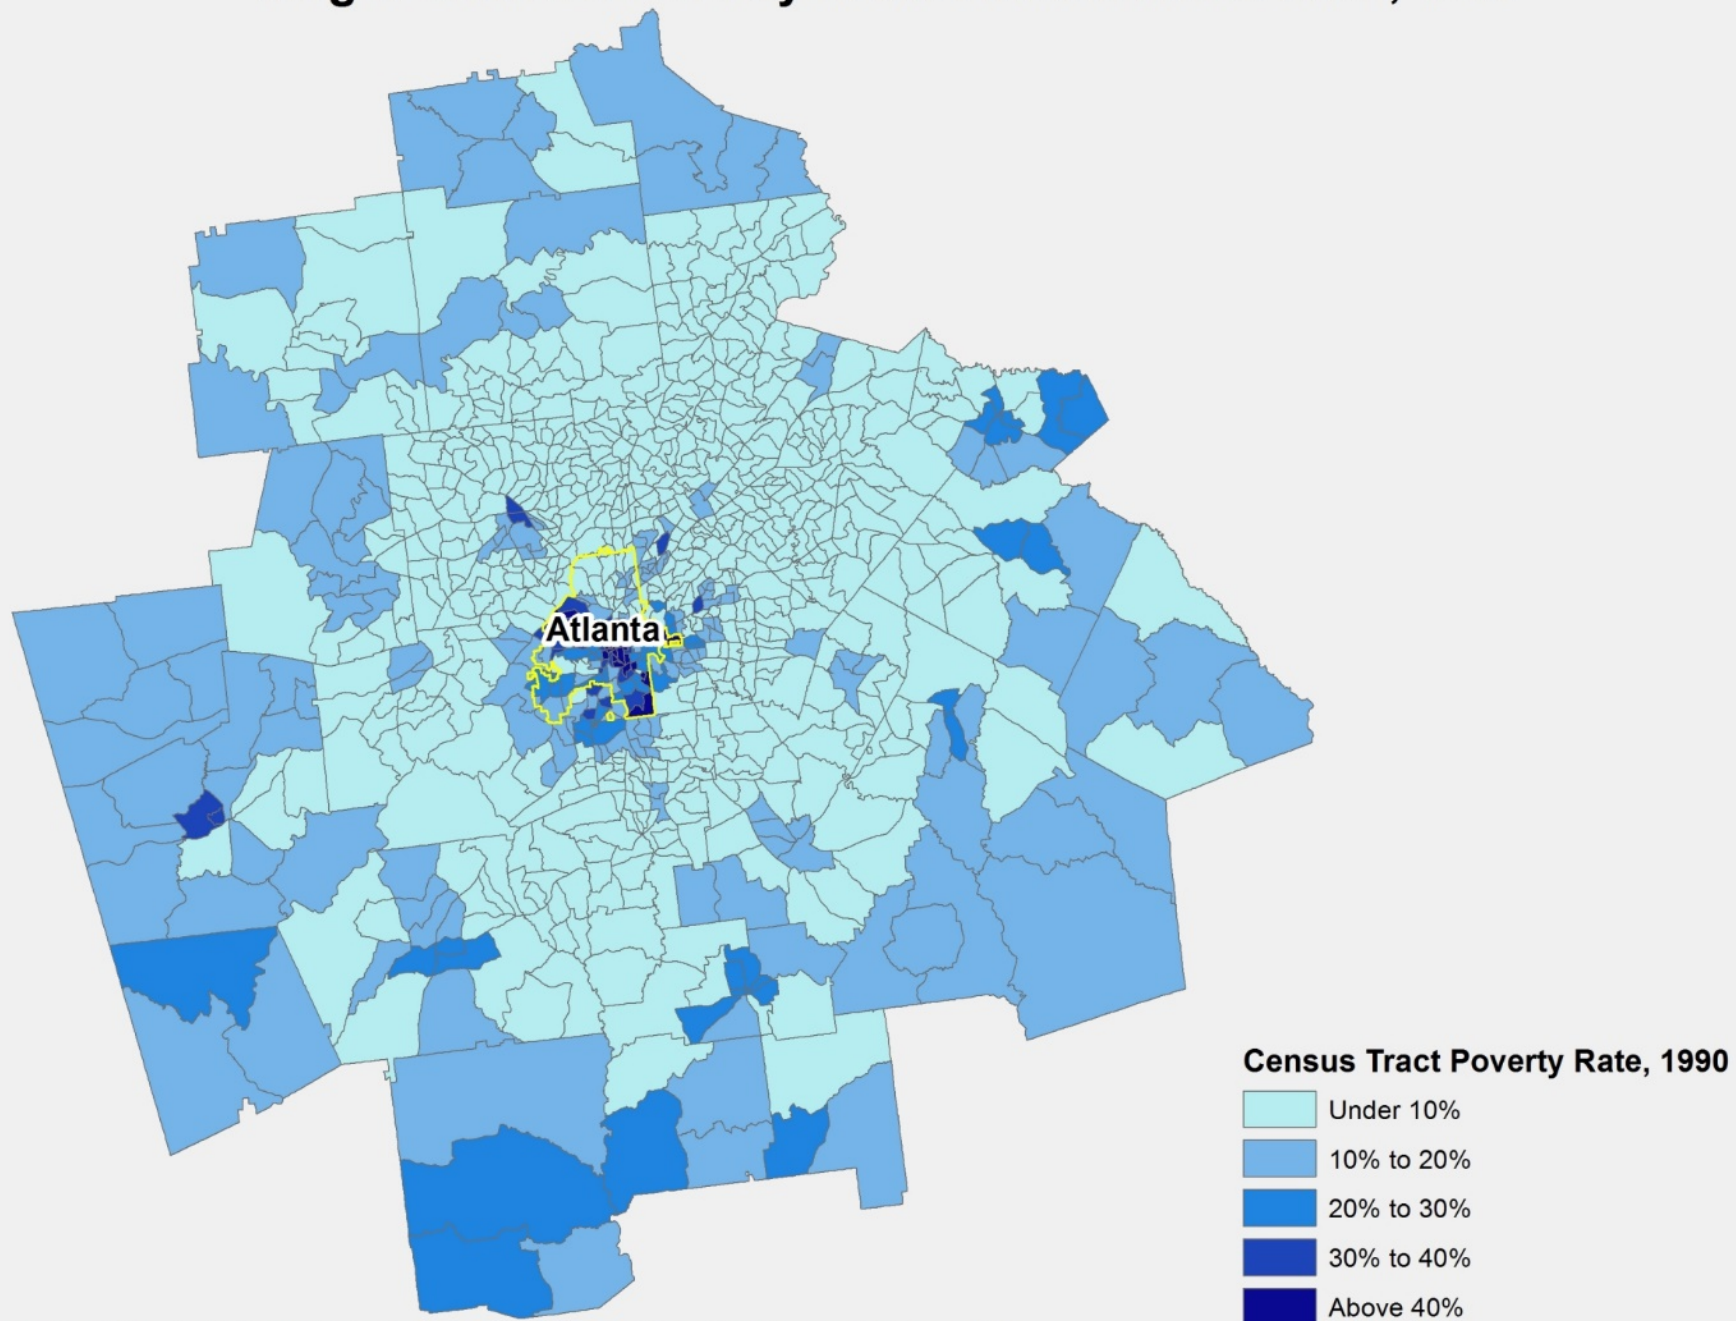 Atlanta
Census Tract Poverty Rate, 1990
Under 10%
10% to 20%
20% to 30%
30% to 40%
Above 40%